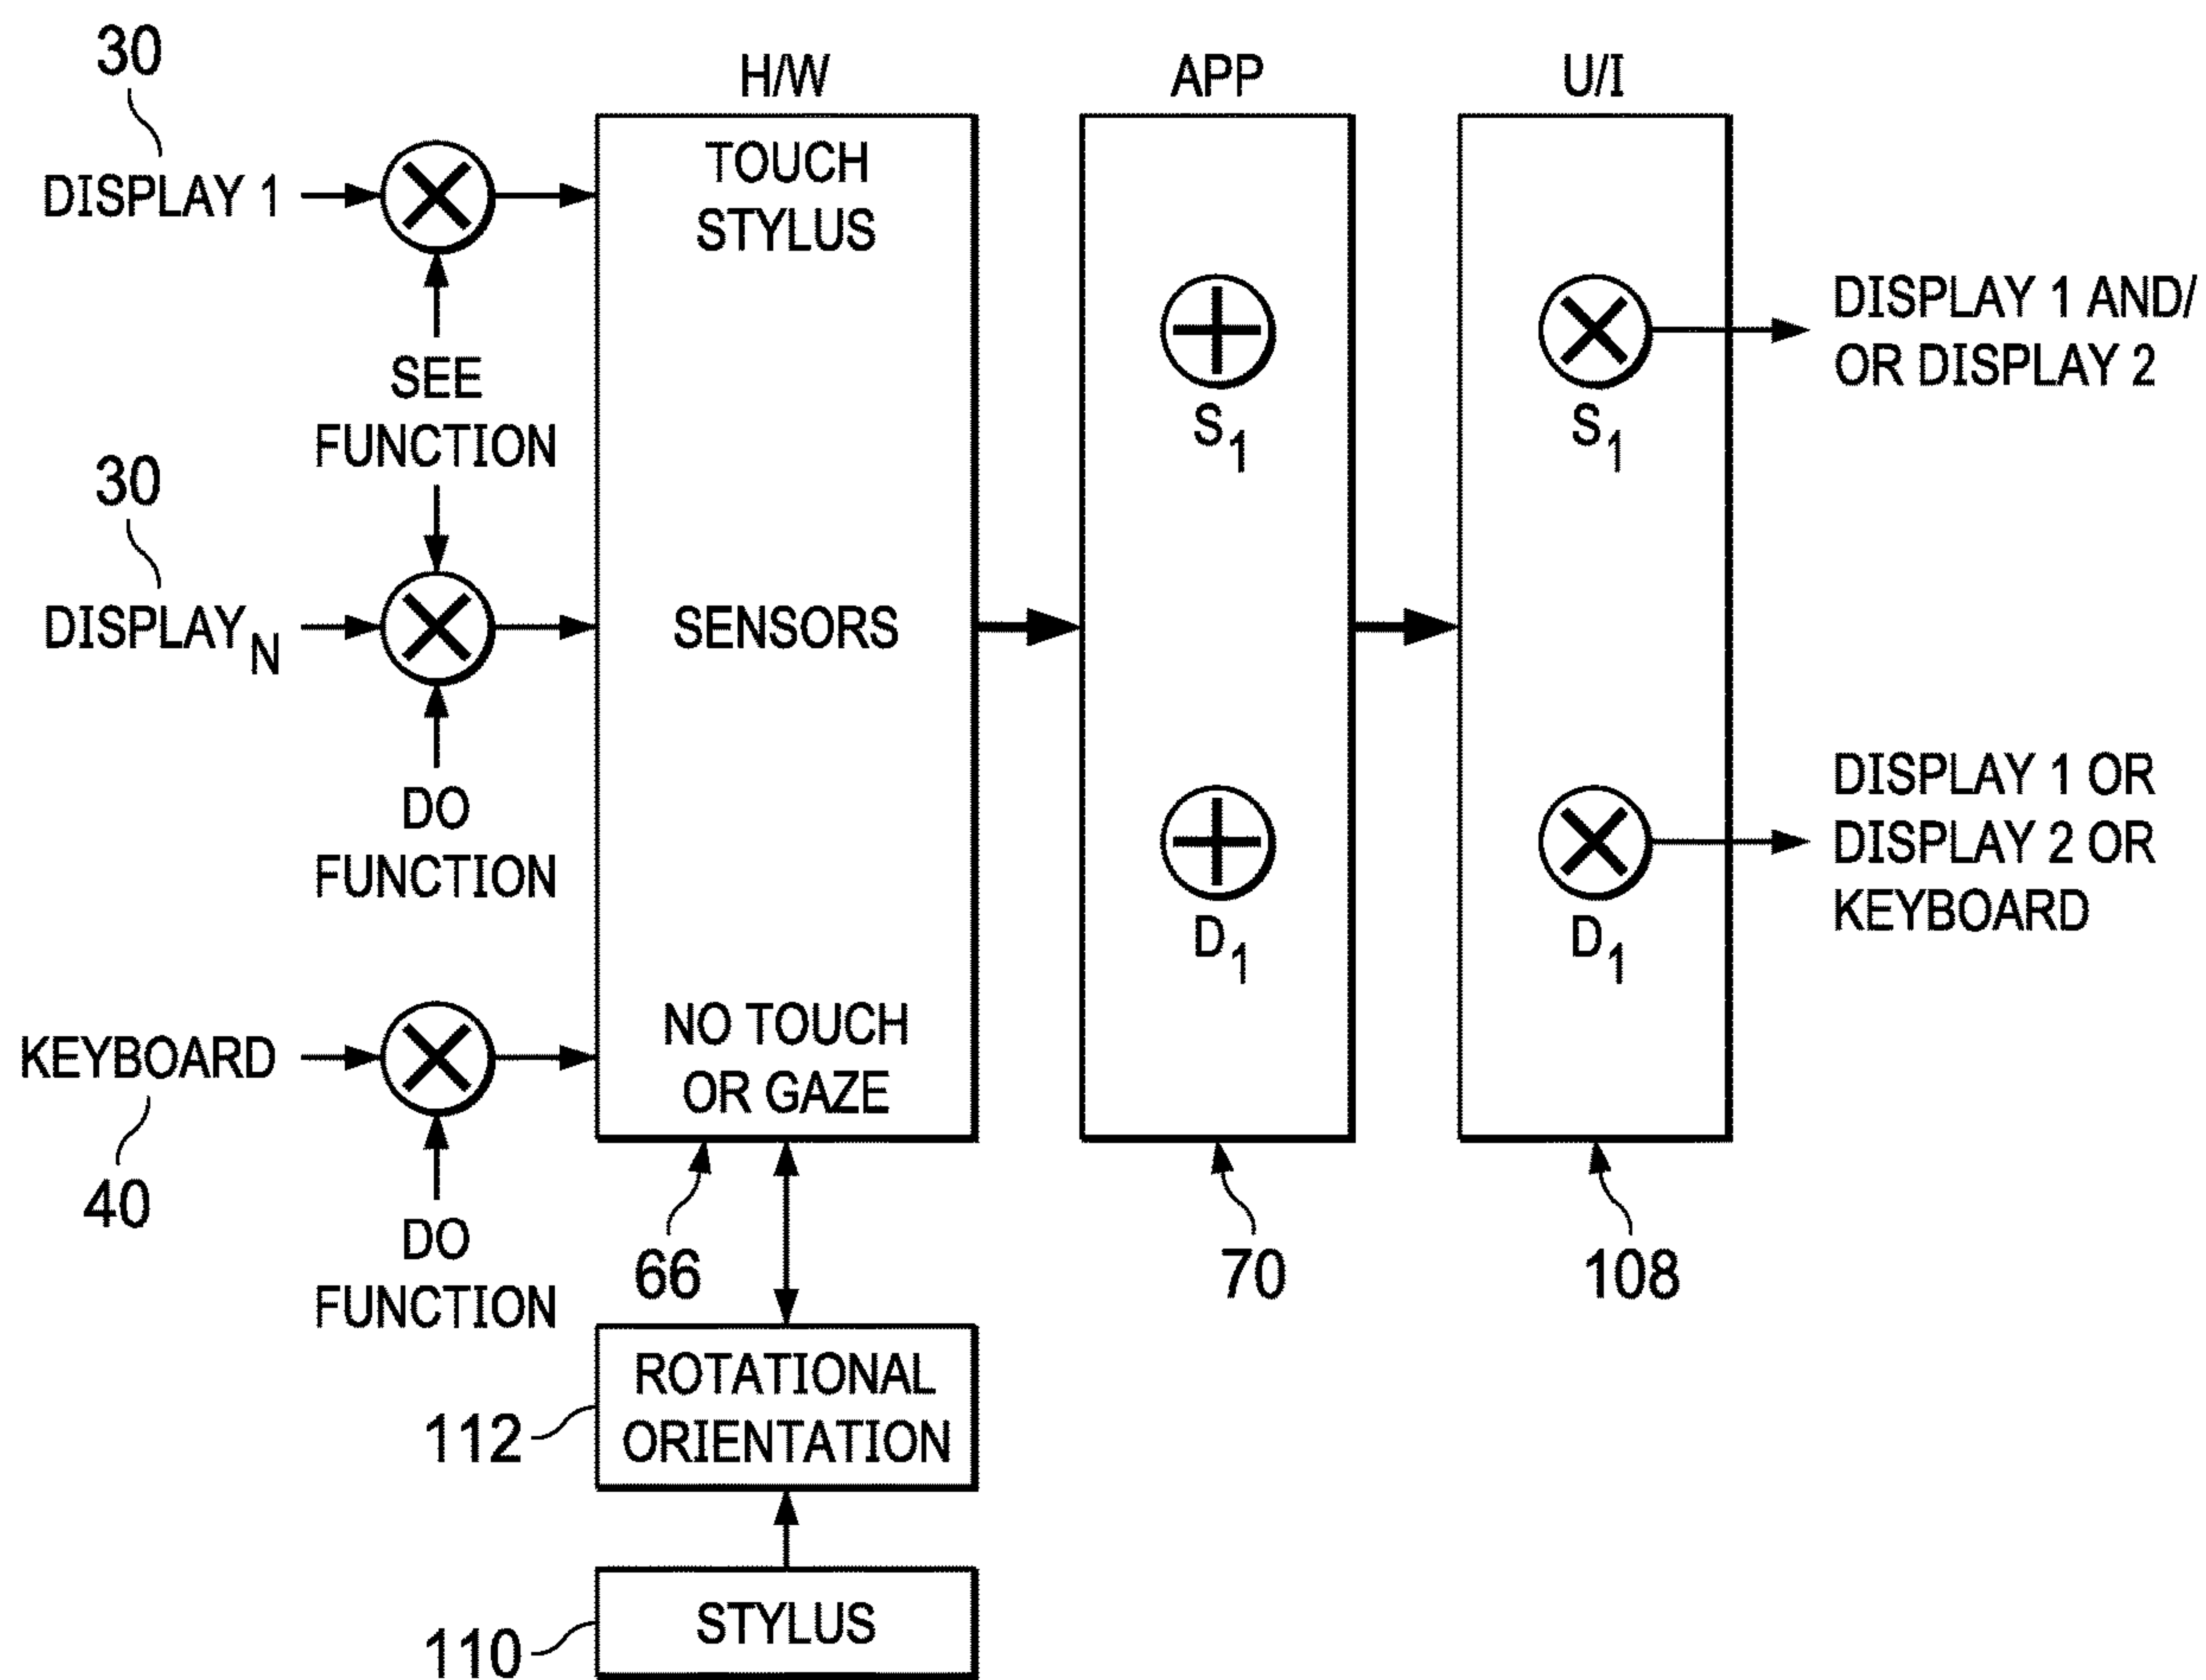 30
H/W
APP
U/I
DISPLAY 1
TOUCH
STYLUS
SEE
FUNCTION
S1
S1
DISPLAY 1 AND/
OR DISPLAY 2
30
DISPLAYN
SENSORS
DO
FUNCTION
D1
D1
DISPLAY 1 OR
DISPLAY 2 OR
KEYBOARD
KEYBOARD
NO TOUCH
OR GAZE
40
DO
FUNCTION
66
70
108
112
ROTATIONAL
ORIENTATION
110
STYLUS